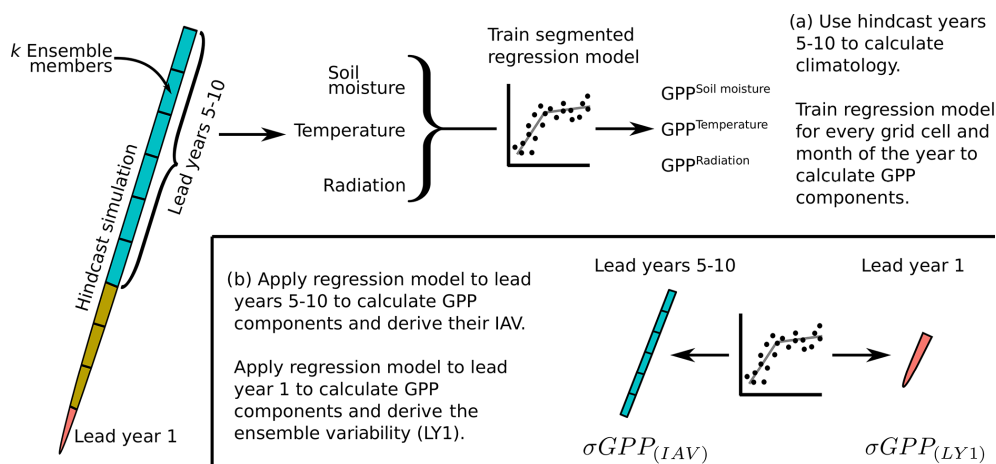 k Ensemble
members
Lead years 5-10
Hindcast simulation
Lead year 1
Soil
moisture
Temperature
Radiation
Train segmented
regression model
GPP^Soil moisture
GPP^Temperature
GPP^Radiation
(a) Use hindcast years
5-10 to calculate
climatology.
Train regression model
for every grid cell and
month of the year to
calculate GPP
components.
(b) Apply regression model to lead
years 5-10 to calculate GPP
components and derive their IAV.
Apply regression model to lead
year 1 to calculate GPP
components and derive the
ensemble variability (LY1).
Lead years 5-10
Lead year 1
σGPP(IAV)
σGPP(LY1)